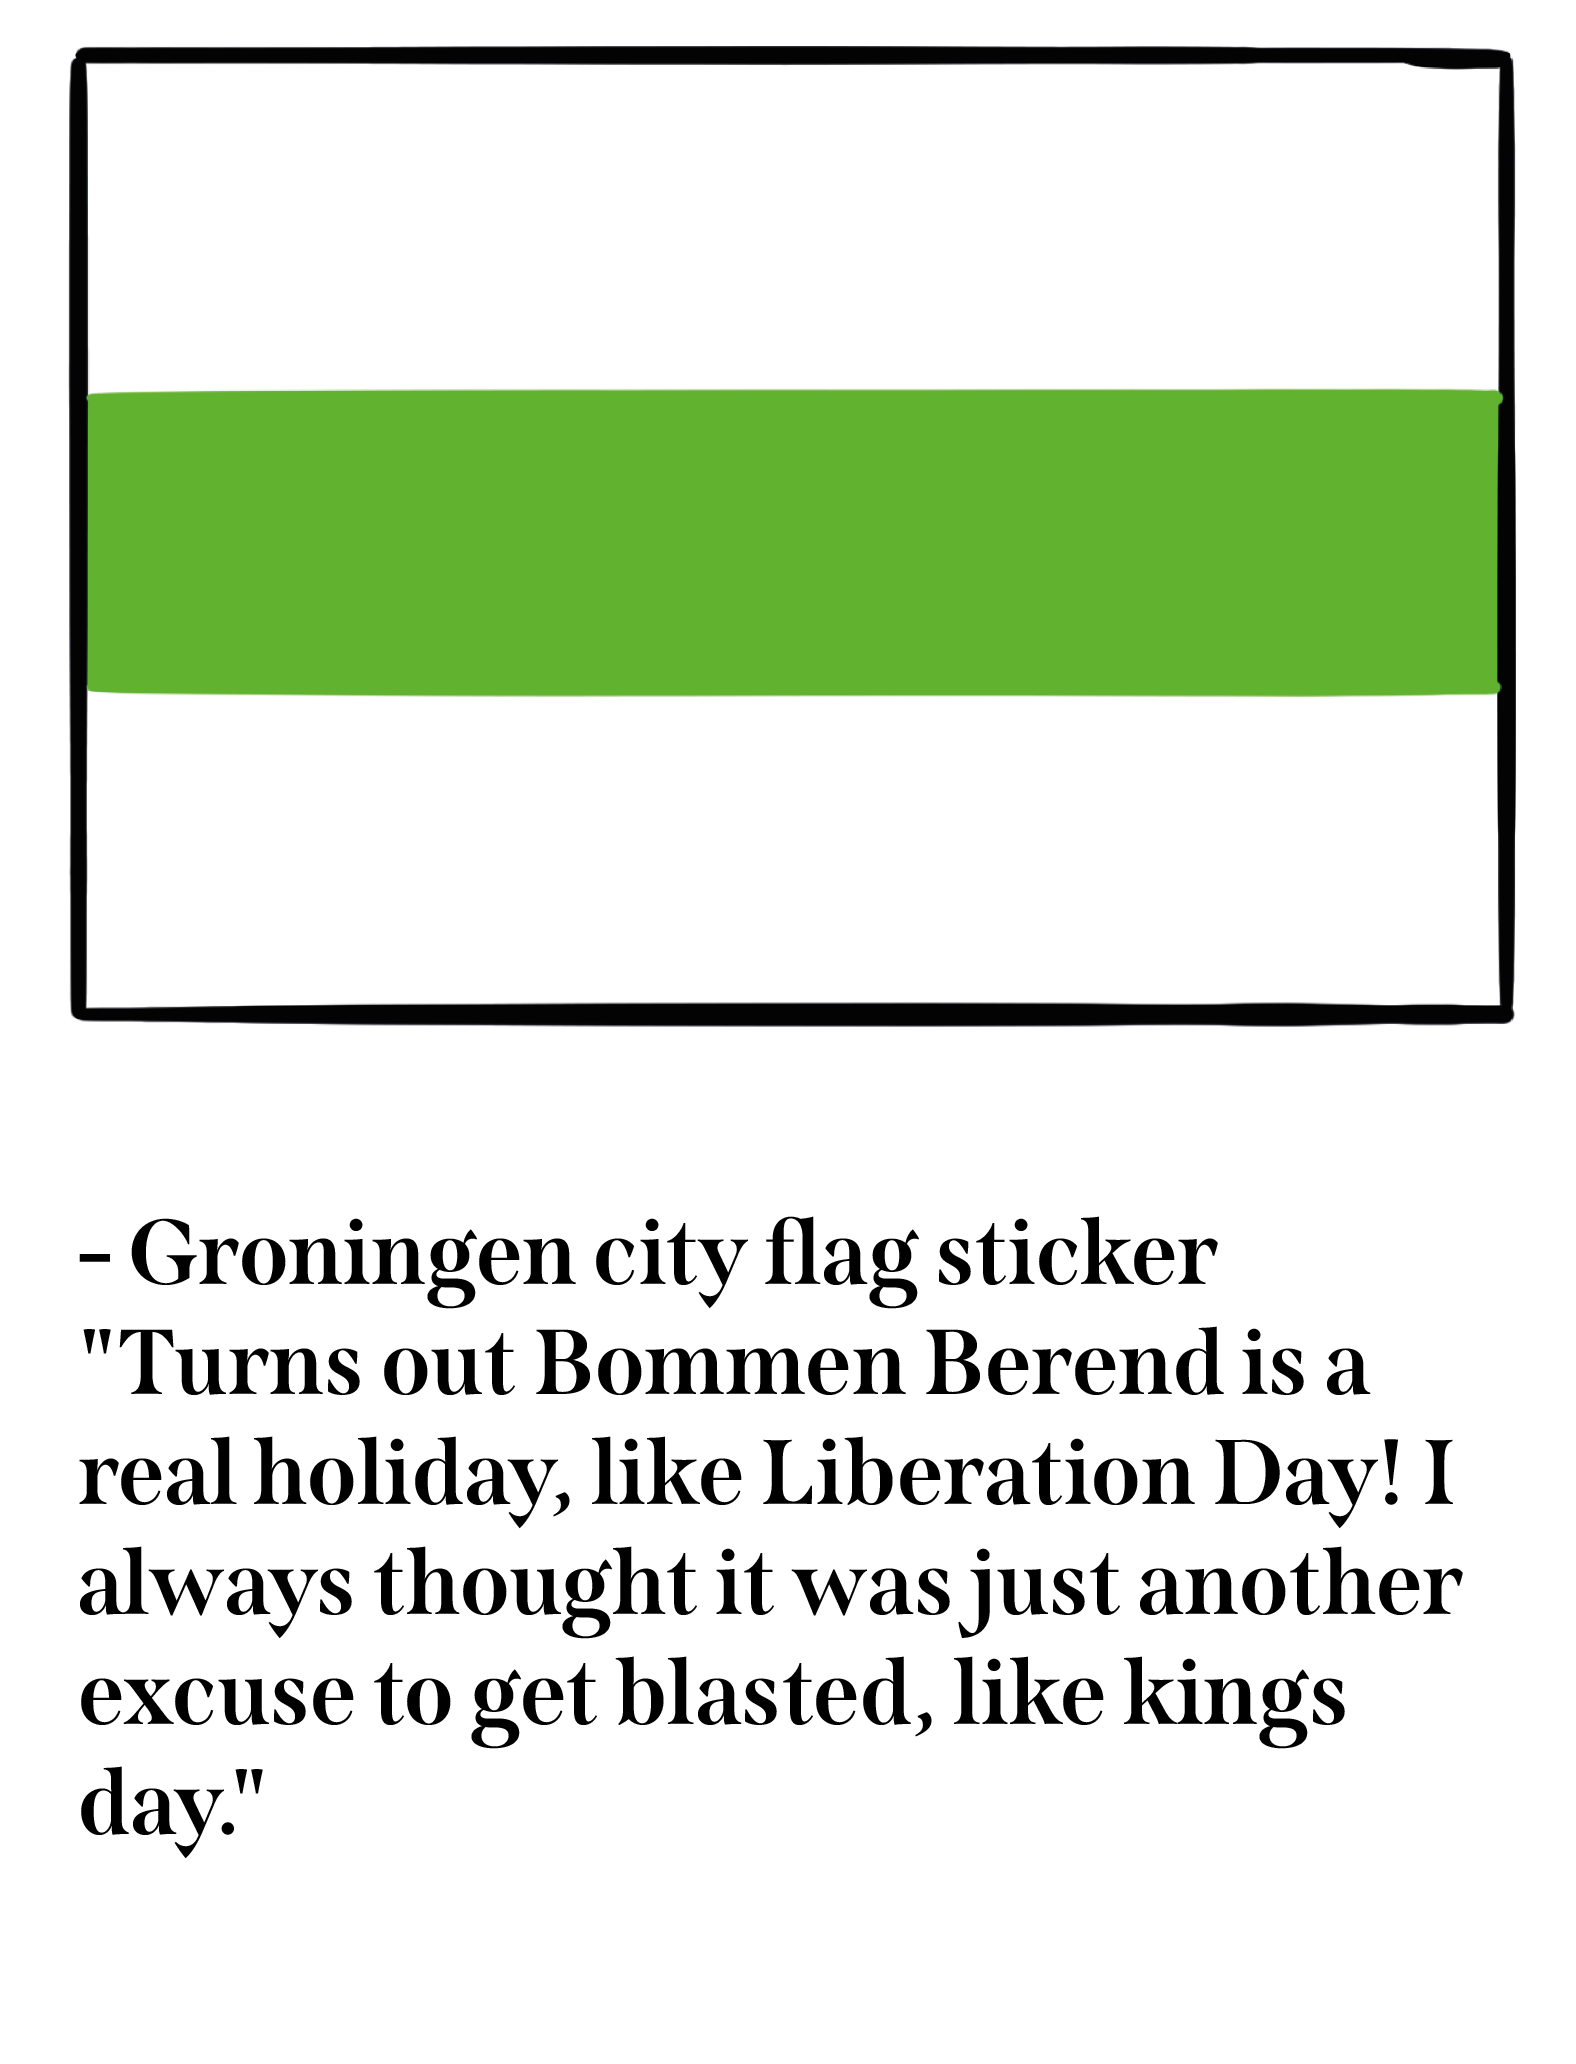 - Groningen city flag sticker
"Turns out Bommen Berend is a
real holiday, like Liberation Day! I
always thought it was just another
excuse to get blasted, like kings
day."